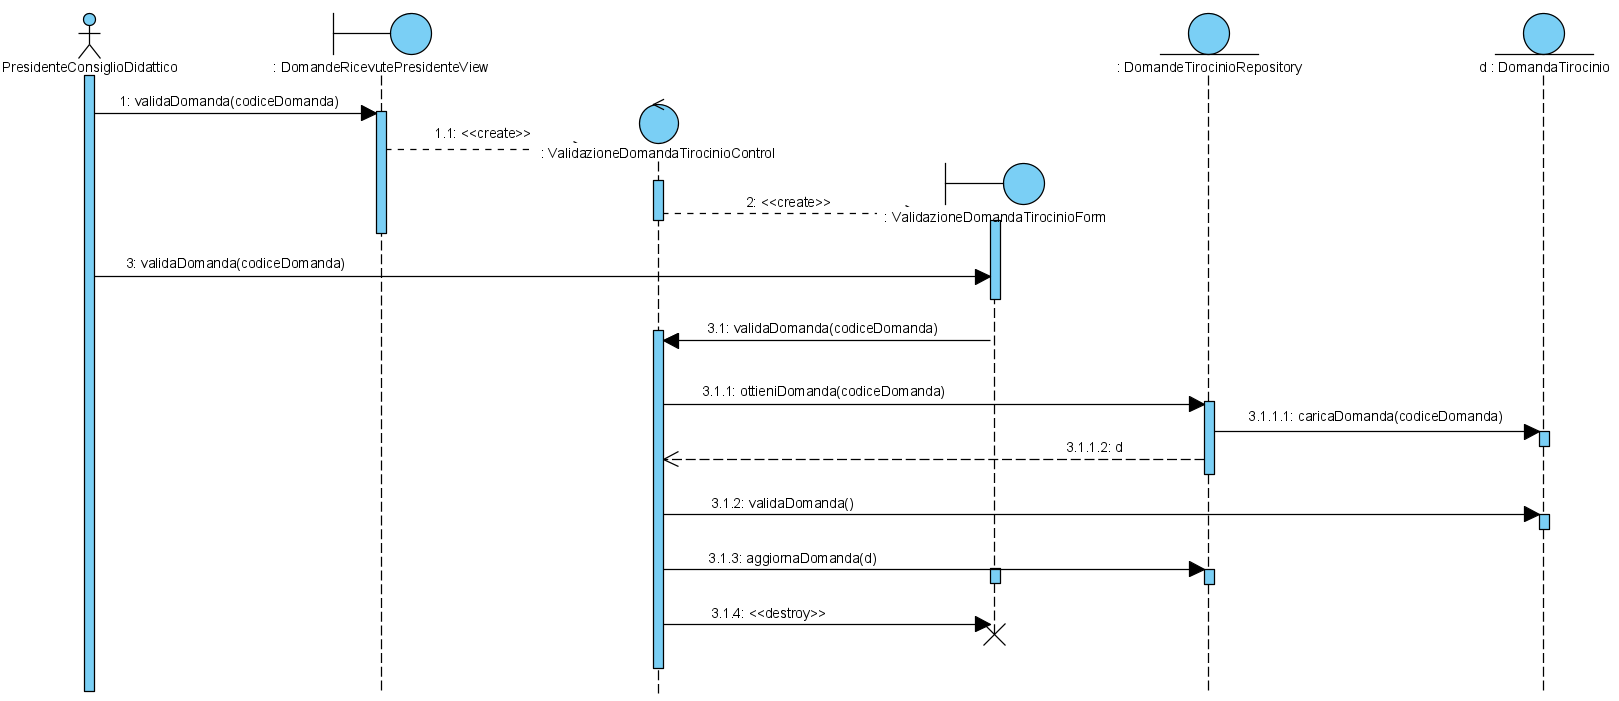 PresidenteConsiglioDidattico
: DomandeRicevutePresidenteView
: DomandeTirocinioRepository
d : DomandaTirocinio
1: validaDomanda(codiceDomanda)
1.1: <<create>>
: ValidazioneDomandaTirocinioControl
2: <<create>>
: ValidazioneDomandaTirocinioForm
3: validaDomanda(codiceDomanda)
3.1: validaDomanda(codiceDomanda)
3.1.1: ottieniDomanda(codiceDomanda)
3.1.1.1: caricaDomanda(codiceDomanda)
3.1.1.2: d
3.1.2: validaDomanda()
3.1.3: aggiornaDomanda(d)
3.1.4: <<destroy>>